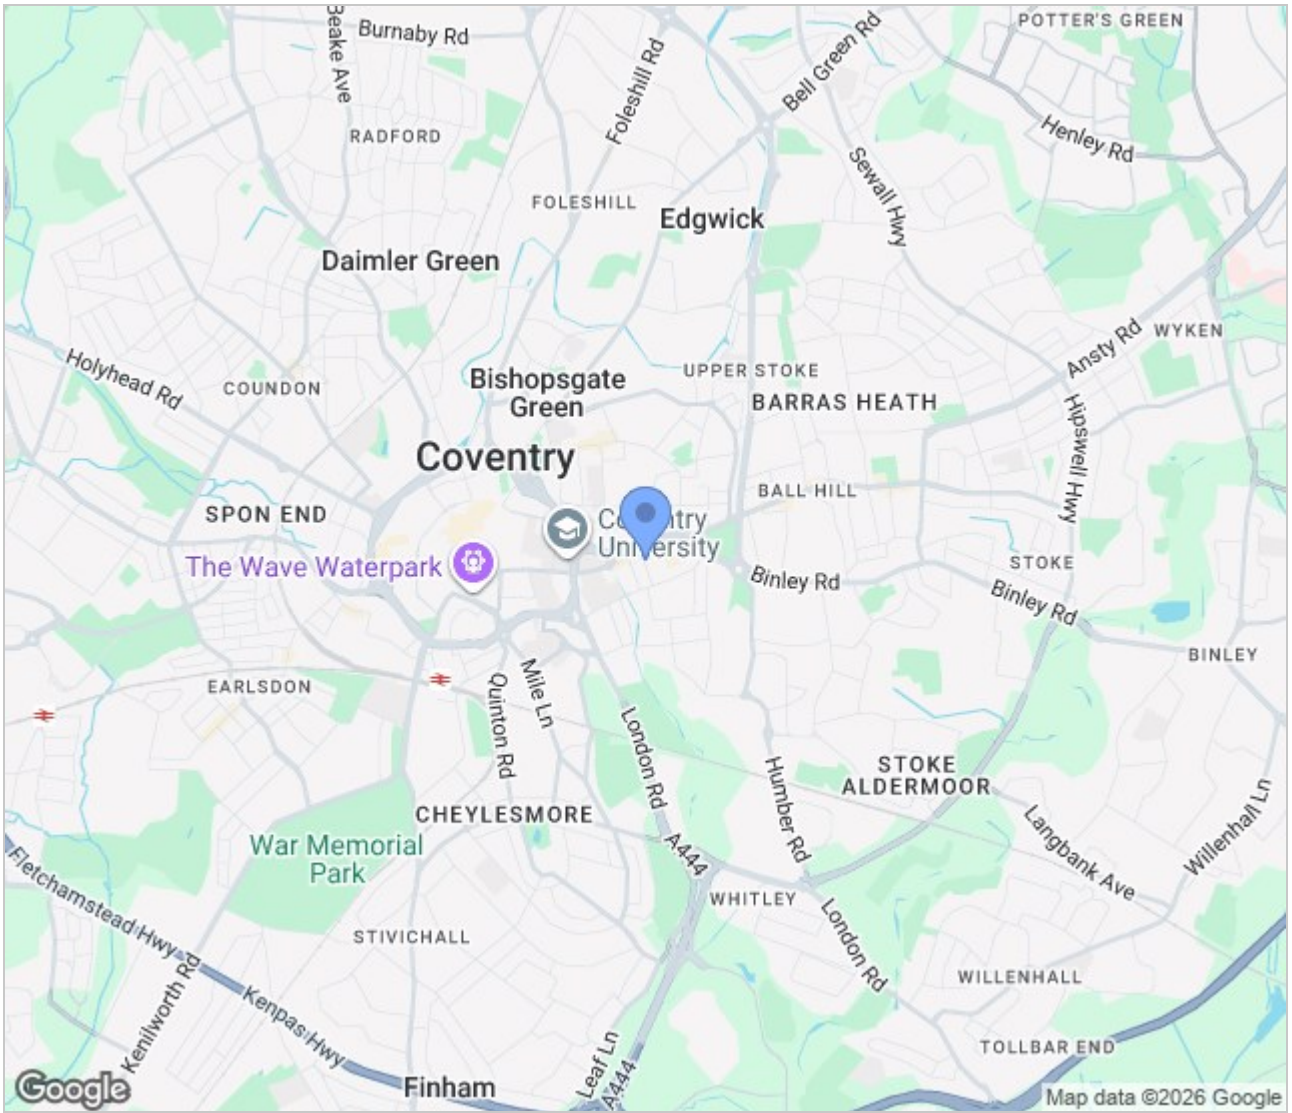 POTTER'S GREEN
Burnaby Rd
Beake Ave
Foleshill Rd
Bell Green Rd
RADFORD
Henley Rd
Sewall Hwy
FOLESHILL
Edgwick
Daimler Green
WYKEN
Ansty Rd
Holyhead Rd
COUNDON
UPPER STOKE
Bishopsgate
Green
BARRAS HEATH
Hipswell Hwy
Coventry
BALL HILL
SPON END
Coventry
University
The Wave Waterpark
STOKE
Binley Rd
Binley Rd
BINLEY
EARLSDON
Mile Ln
Quinton Rd
London Rd
STOKE
ALDERMOOR
Humber Rd
CHEYLESMORE
Langbank Ave
Willenhall Ln
War Memorial
Park
A444
Fletchamstead Hwy
WHITLEY
London Rd
STIVICHALL
WILLENHALL
Kenilworth Rd
Kenpas Hwy
TOLLBAR END
Leaf Ln
A444
Finham
Google
Map data ©2026 Google